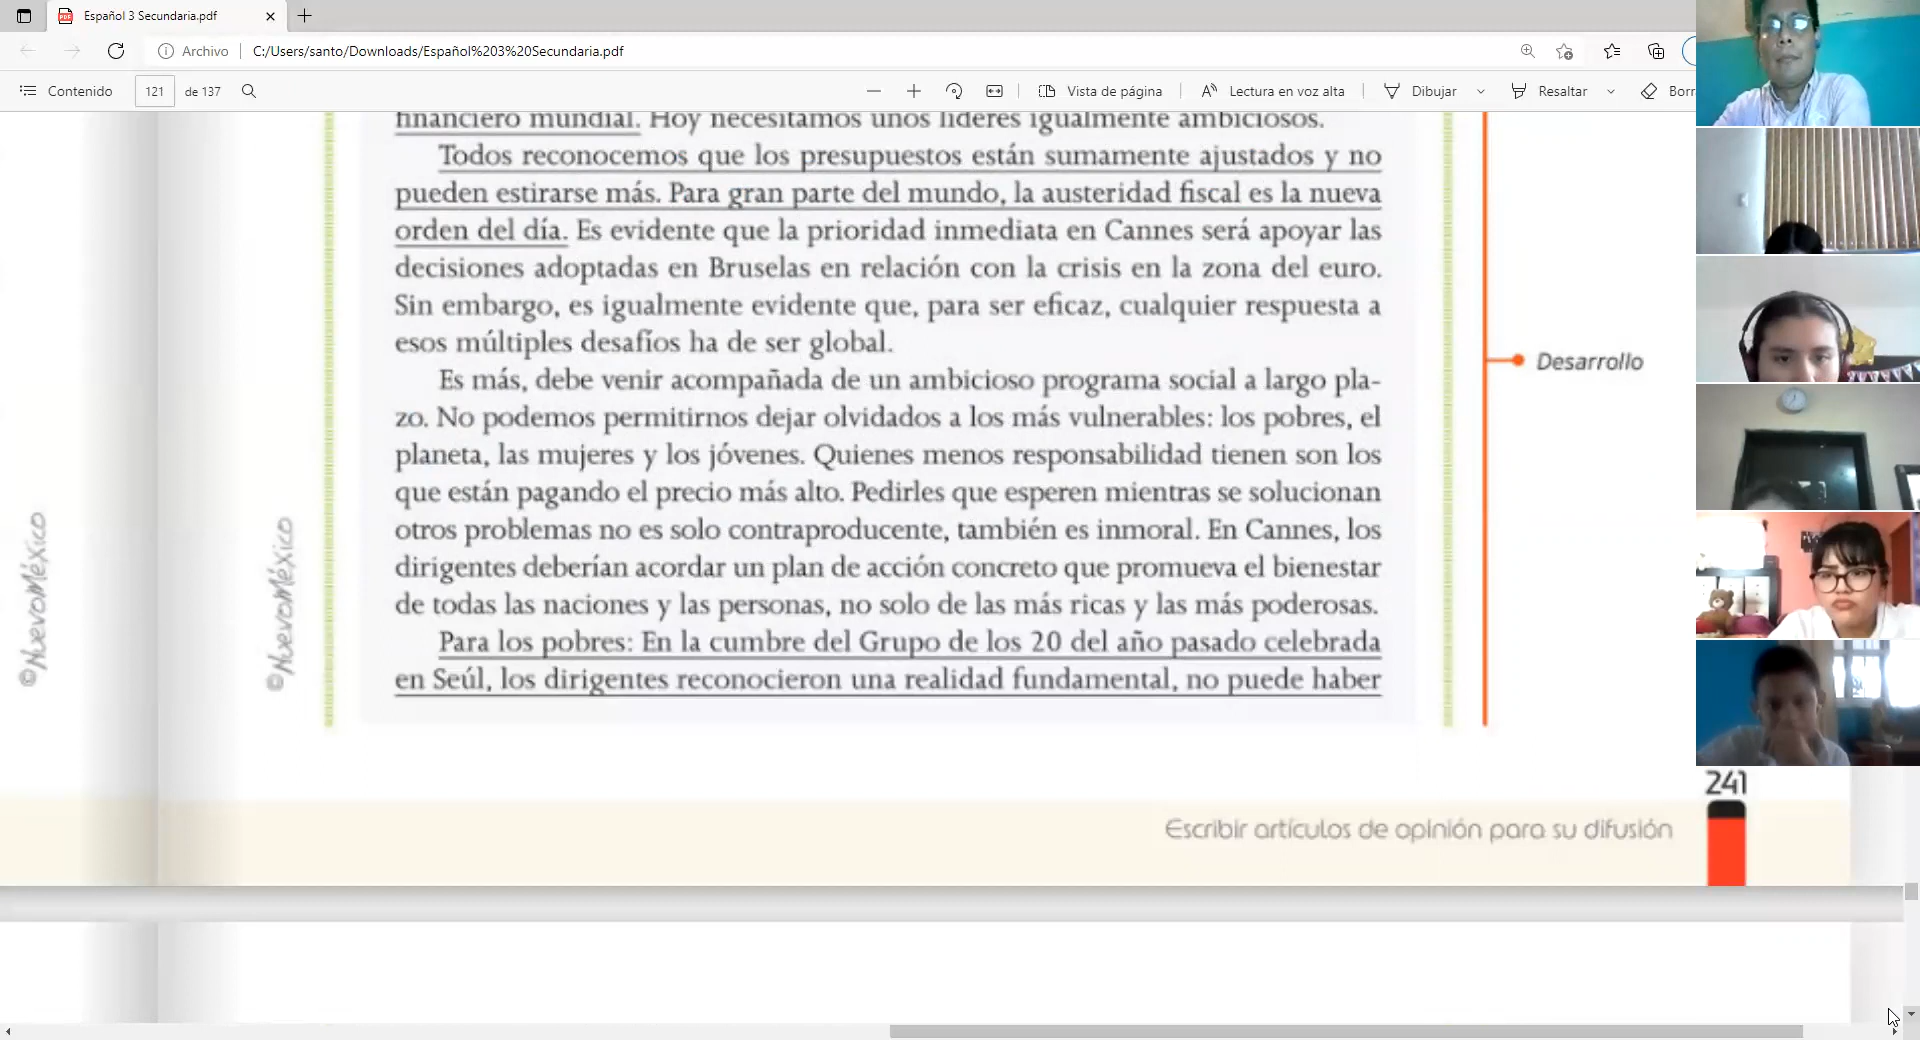 Español 3 Secundaria.pdf
Archivo
C:/Users/santo/Downloads/Español%203%20Secundaria.pdf
Contenido
121
de 137
Vista de página
Lectura en voz alta
Dibujar
Resaltar
Borr
financiero mundial. Hoy necesitamos unos líderes igualmente ambiciosos.
Todos reconocemos que los presupuestos están sumamente ajustados y no
pueden estirarse más. Para gran parte del mundo, la austeridad fiscal es la nueva
orden del día. Es evidente que la prioridad inmediata en Cannes será apoyar las
decisiones adoptadas en Bruselas en relación con la crisis en la zona del euro.
Sin embargo, es igualmente evidente que, para ser eficaz, cualquier respuesta a
esos múltiples desafíos ha de ser global.
Es más, debe venir acompañada de un ambicioso programa social a largo pla-
zo. No podemos permitirnos dejar olvidados a los más vulnerables: los pobres, el
planeta, las mujeres y los jóvenes. Quienes menos responsabilidad tienen son los
que están pagando el precio más alto. Pedirles que esperen mientras se solucionan
otros problemas no es solo contraproducente, también es inmoral. En Cannes, los
dirigentes deberían acordar un plan de acción concreto que promueva el bienestar
de todas las naciones y las personas, no solo de las más ricas y las más poderosas.
Para los pobres: En la cumbre del Grupo de los 20 del año pasado celebrada
en Seúl, los dirigentes reconocieron una realidad fundamental, no puede haber
Desarrollo
©NuevoMéxico
©NuevoMéxico
241
Escribir artículos de opinión para su difusión